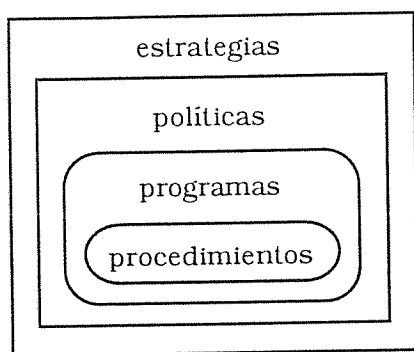 estrategias
políticas
programas
procedimientos